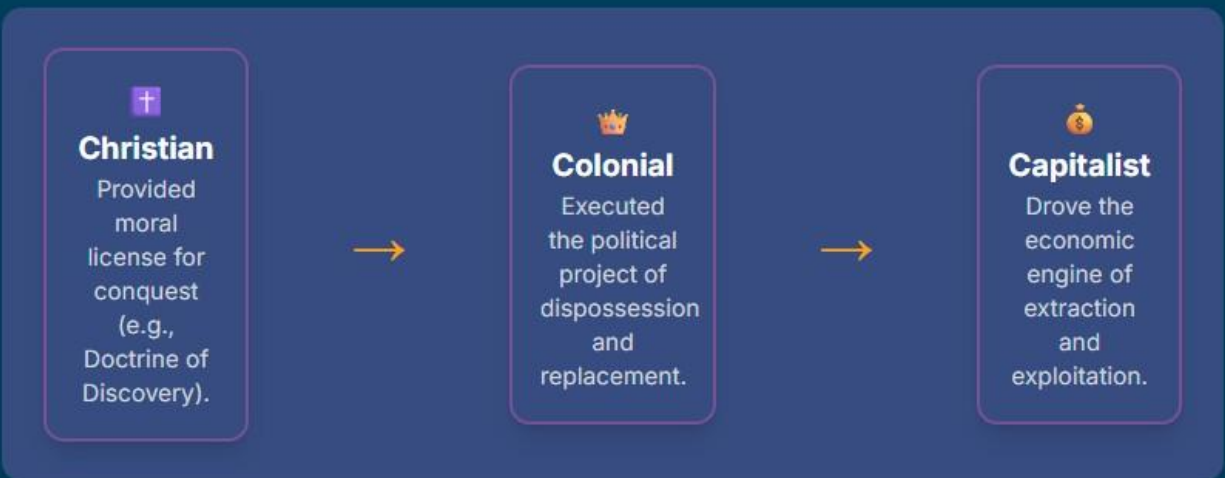 Christian
Provided
moral
license for
conquest
(e.g.,
Doctrine of
Discovery).
→
Colonial
Executed
the political
project of
dispossession
and
replacement.
→
Capitalist
Drove the
economic
engine of
extraction
and
exploitation.